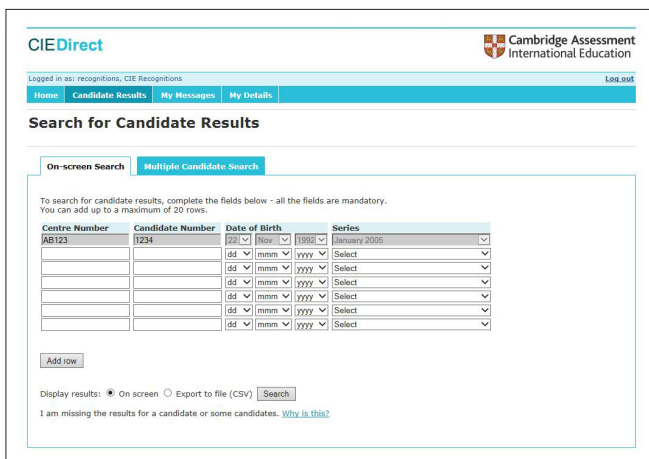 CIEDirect
Cambridge Assessment
International Education
Logged in as: recognitions, CIE Recognitions Log out
Home Candidate Results My Messages My Details
Search for Candidate Results
On-screen Search Multiple Candidate Search
To search for candidate results, complete the fields below - all the fields are mandatory.
You can add up to a maximum of 20 rows.
Centre Number Candidate Number Date of Birth Series
AB123 1234 22 Nov 1992 January 2005
dd mmm yyyy Select
dd mmm yyyy Select
dd mmm yyyy Select
dd mmm yyyy Select
dd mmm yyyy Select
dd mmm yyyy Select
Add row
Display results: On screen Export to file (CSV) Search
I am missing the results for a candidate or some candidates. Why is this?